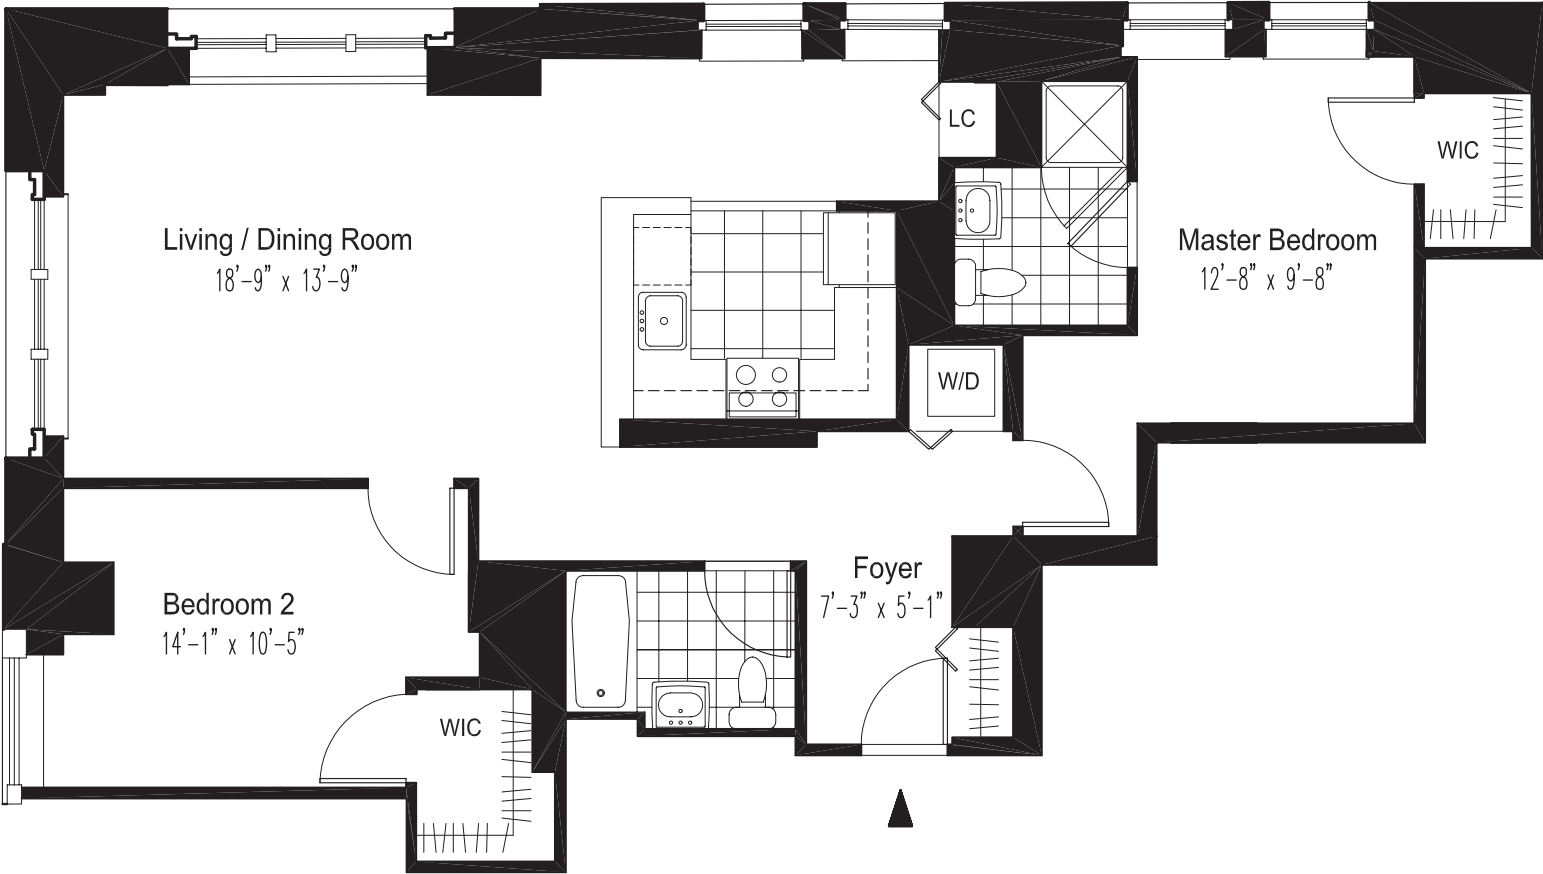 LC
WIC
Living / Dining Room
18'-9" x 13'-9"
Master Bedroom
12'-8" x 9'-8"
W/D
Foyer
7'-3" x 5'-1"
Bedroom 2
14'-1" x 10'-5"
WIC